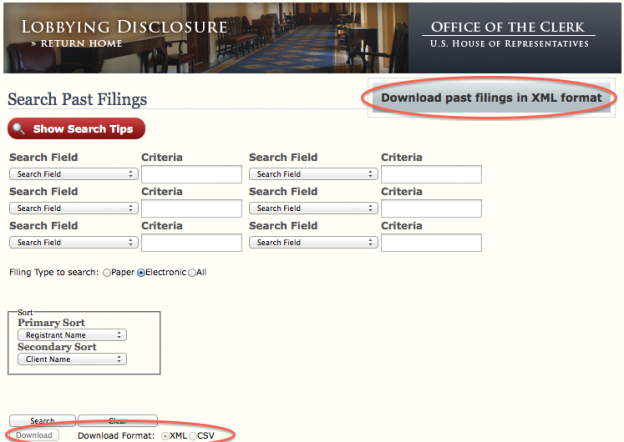 LOBBYING DISCLOSURE
» RETURN HOME
OFFICE OF THE CLERK
U.S. HOUSE OF REPRESENTATIVES
Search Past Filings
Download past filings in XML format
Show Search Tips
Search Field Criteria Search Field Criteria
Search Field Search Field
Search Field Criteria Search Field Criteria
Search Field Search Field
Search Field Criteria Search Field Criteria
Search Field Search Field
Filing Type to search: Paper Electronic All
Sort
Primary Sort
Registrant Name
Secondary Sort
Client Name
Search Clear
Download Download Format: XML CSV